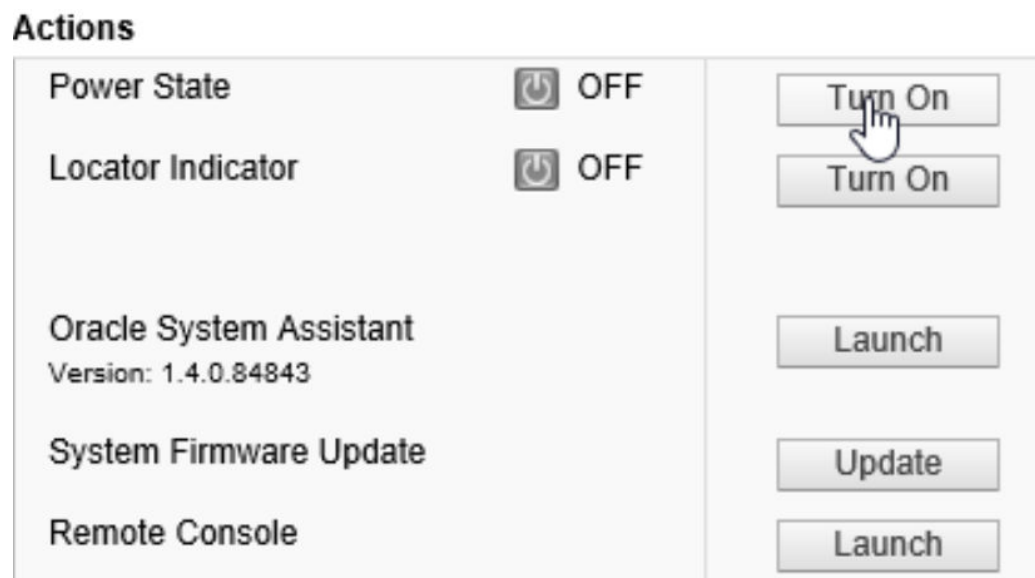 Actions
Power State OFF Turn On
Locator Indicator OFF Turn On
Oracle System Assistant Launch
Version: 1.4.0.84843
System Firmware Update Update
Remote Console Launch